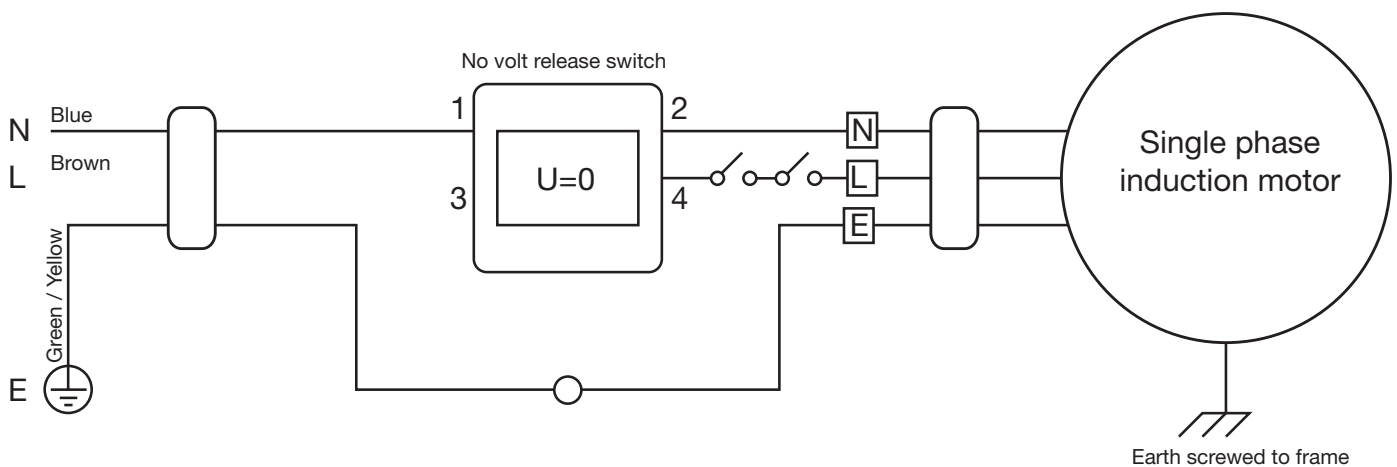 No volt release switch
N
Blue
1
2
N
L
Brown
3
U=0
4
L
E
Single phase
induction motor
Green / Yellow
E
Earth screwed to frame